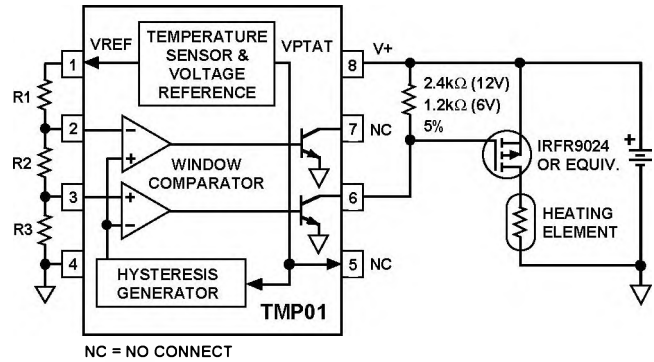 TEMPERATURE
SENSOR &
VOLTAGE
REFERENCE
VREF
VPTAT
V+
1
2
3
4
5
6
7
8
R1
R2
R3
2.4kΩ (12V)
1.2kΩ (6V)
5%
NC
IRFR9024
OR EQUIV.
+
−
+
WINDOW
COMPARATOR
+
−
HEATING
ELEMENT
HYSTERESIS
GENERATOR
NC
TMP01
NC = NO CONNECT